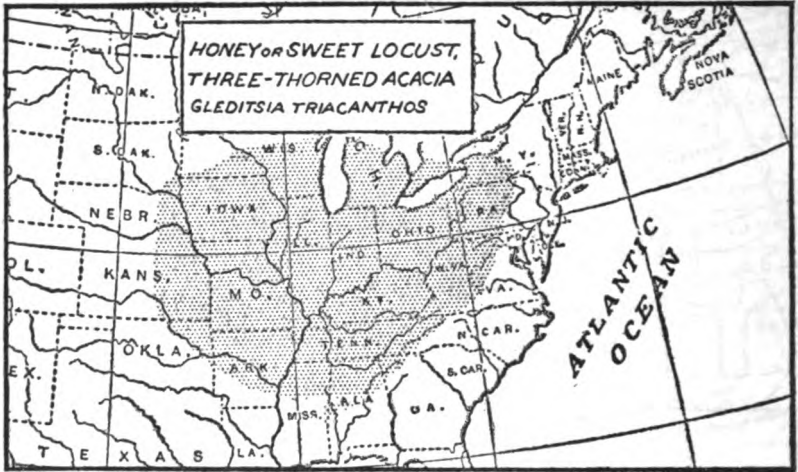 HONEY OR SWEET LOCUST,
THREE-THORNED ACACIA
GLEDITSIA TRIACANTHOS
NOVA
SCOTIA
MAINE
N. DAK.
S. DAK.
WIS.
N. Y.
MASS.
NEBR.
IOWA
ILL.
IND.
OHIO
PA.
W. VA.
VA.
KANS.
MO.
KY.
TENN.
N. CAR.
S. CAR.
OKLA.
ARK.
MISS.
ALA
GA.
TEXAS
LA.
ATLANTIC
OCEAN